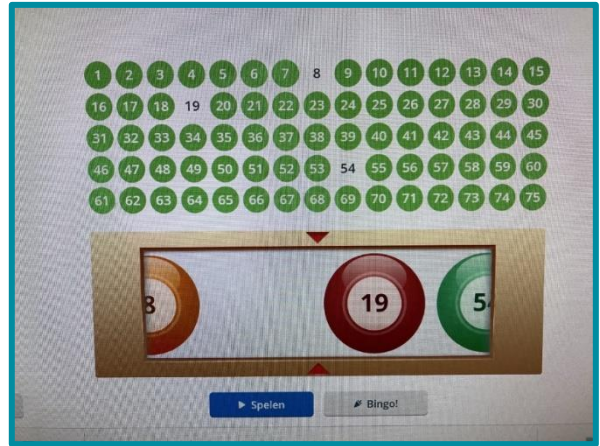 1 2 3 4 5 6 7 8 9 10 11 12 13 14 15
16 17 18 19 20 21 22 23 24 25 26 27 28 29 30
31 32 33 34 35 36 37 38 39 40 41 42 43 44 45
46 47 48 49 50 51 52 53 54 55 56 57 58 59 60
61 62 63 64 65 66 67 68 69 70 71 72 73 74 75
8 19 54
Spelen Bingo!